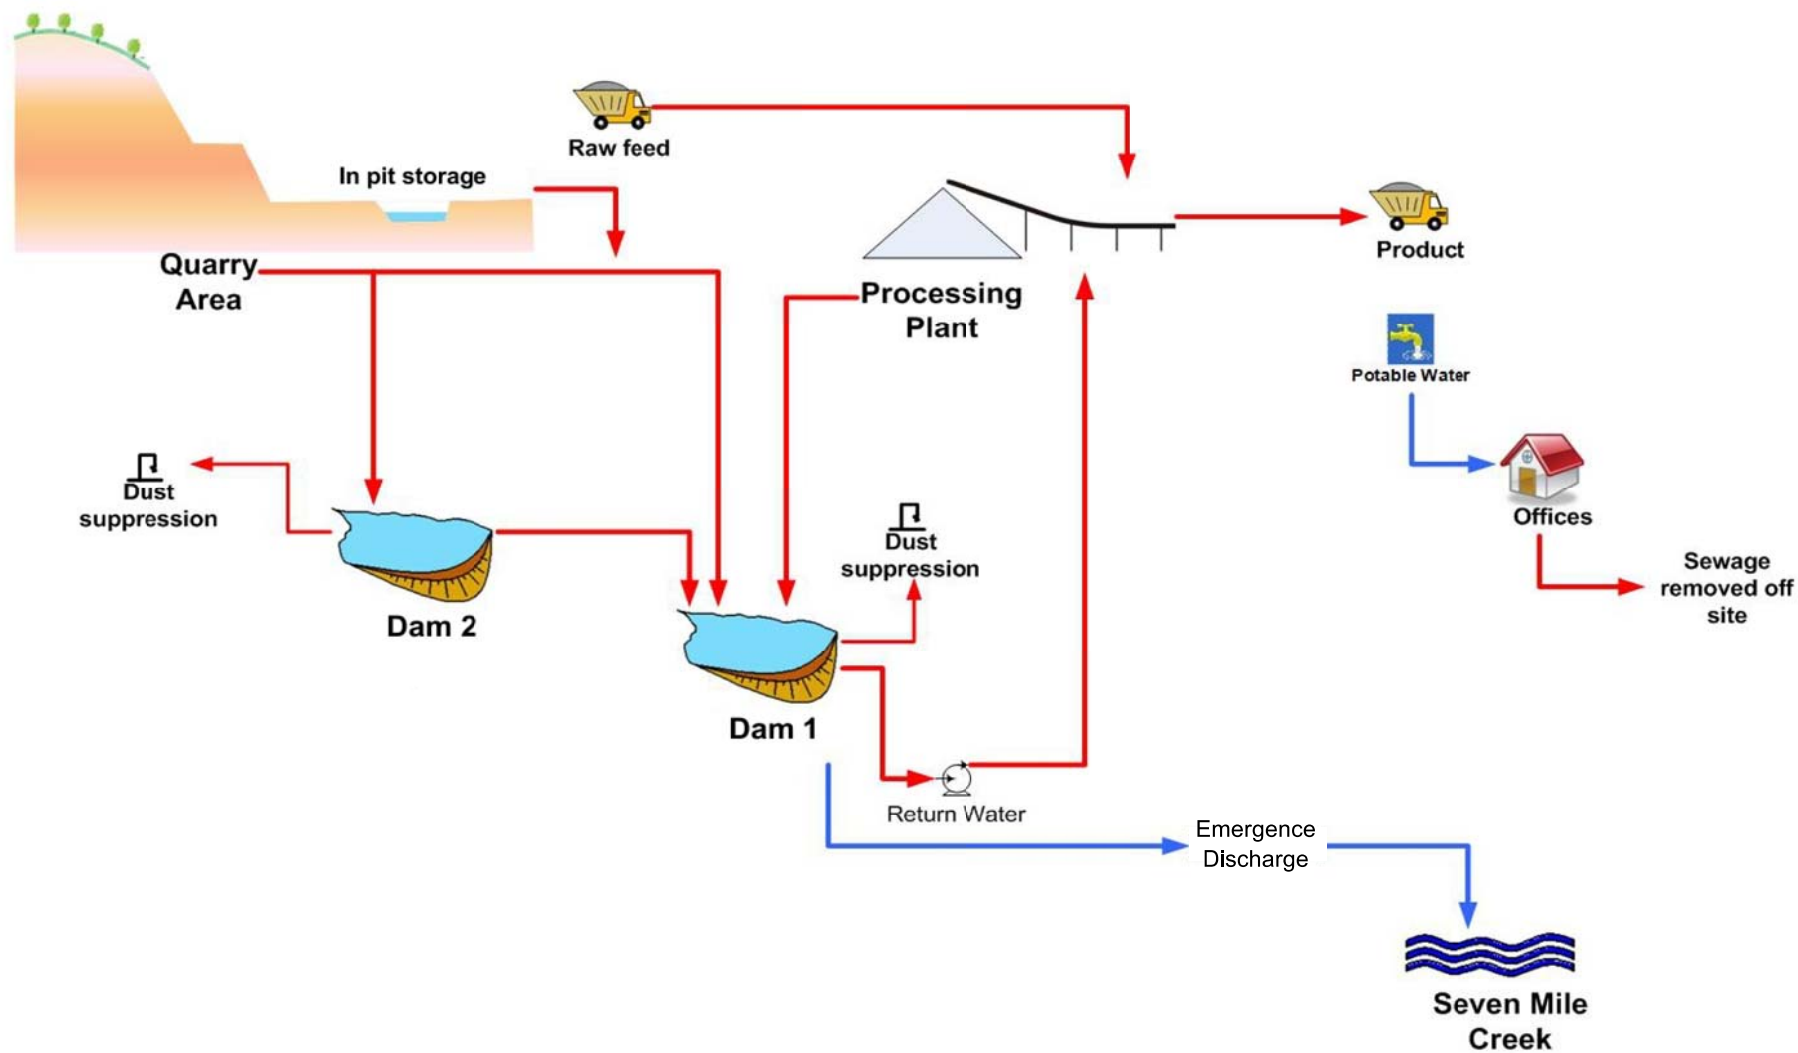 Raw feed
In pit storage
Quarry
Area
Product
Processing
Plant
Potable Water
Dust
suppression
Offices
Dust
suppression
Sewage
removed off
site
Dam 2
Dam 1
Return Water
Emergence
Discharge
Seven Mile
Creek